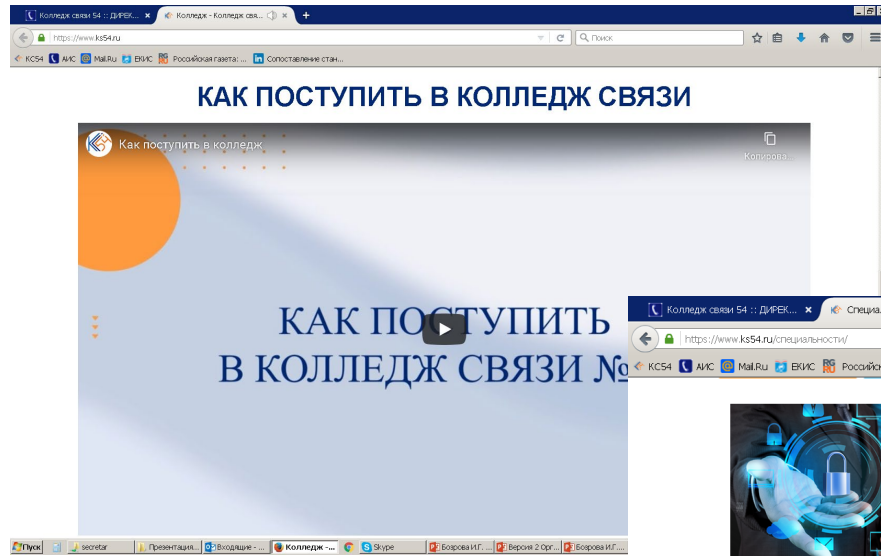 Колледж связи 54 :: ДИРЕК...
Колледж - Колледж свя...
https://www.ks54.ru
Поиск
КС54 АИС Mail.Ru ЕКИС Российская газета: ... Сопоставление стан...
КАК ПОСТУПИТЬ В КОЛЛЕДЖ СВЯЗИ
Как поступить в колледж
Копирова...
КАК ПОСТУПИТЬ
В КОЛЛЕДЖ СВЯЗИ №
Колледж связи 54 :: ДИРЕК...
Специа
https://www.ks54.ru/специальности/
КС54 АИС Mail.Ru ЕКИС RG Российск
Пуск
secretar
Презентация...
Входящие - ...
Колледж -...
Skype
Бозрова И.Г. ...
Версия 2 Орг...
Бозрова И.Г....